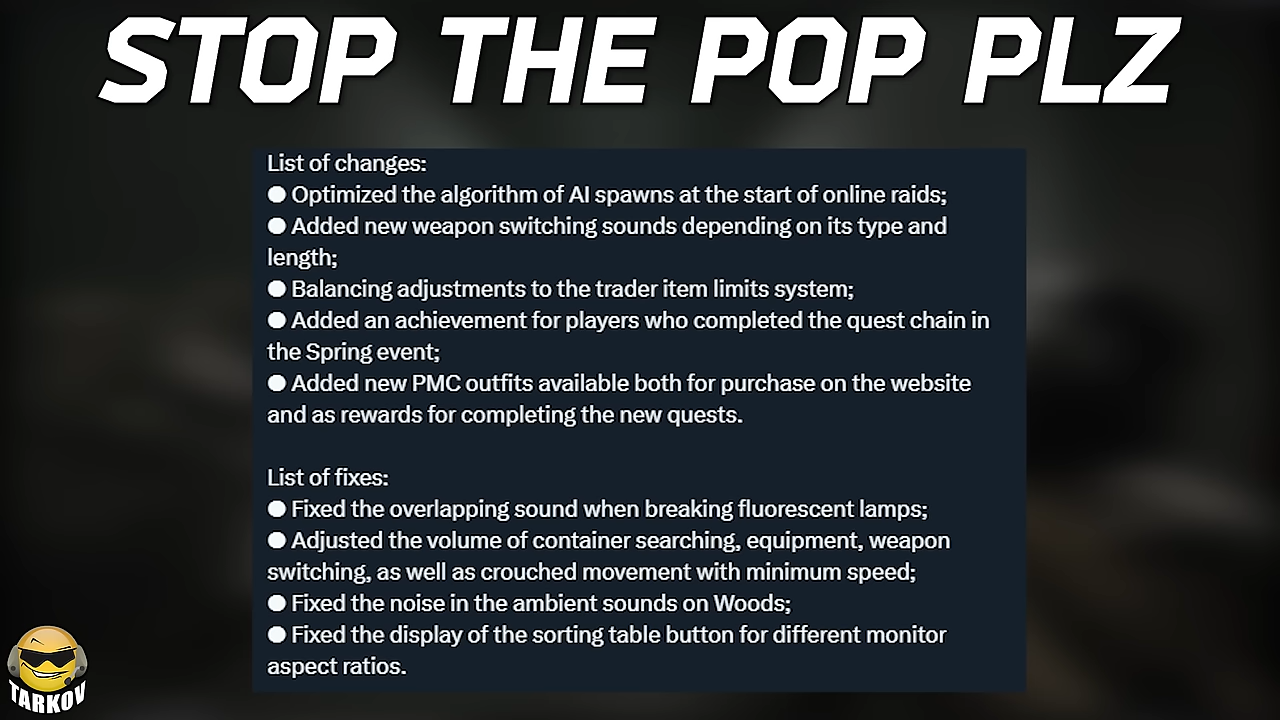 STOP THE POP PLZ
List of changes:
● Optimized the algorithm of AI spawns at the start of online raids;
● Added new weapon switching sounds depending on its type and
length;
● Balancing adjustments to the trader item limits system;
● Added an achievement for players who completed the quest chain in
the Spring event;
● Added new PMC outfits available both for purchase on the website
and as rewards for completing the new quests.
List of fixes:
● Fixed the overlapping sound when breaking fluorescent lamps;
● Adjusted the volume of container searching, equipment, weapon
switching, as well as crouched movement with minimum speed;
● Fixed the noise in the ambient sounds on Woods;
● Fixed the display of the sorting table button for different monitor
aspect ratios.
TARKOV